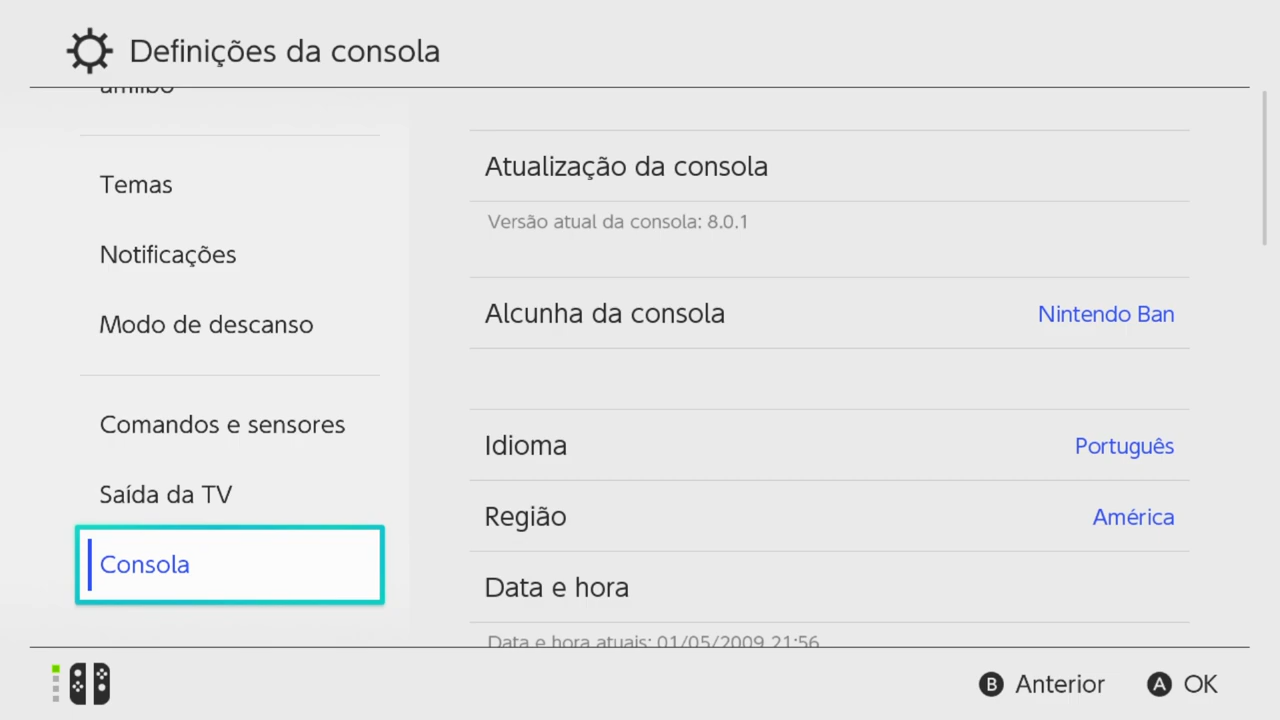 Definições da consola
amiibo
Temas
Notificações
Modo de descanso
Comandos e sensores
Saída da TV
Consola
Atualização da consola
Versão atual da consola: 8.0.1
Alcunha da consola Nintendo Ban
Idioma Português
Região América
Data e hora
Data e hora atuais: 01/05/2009 21:56
B Anterior A OK